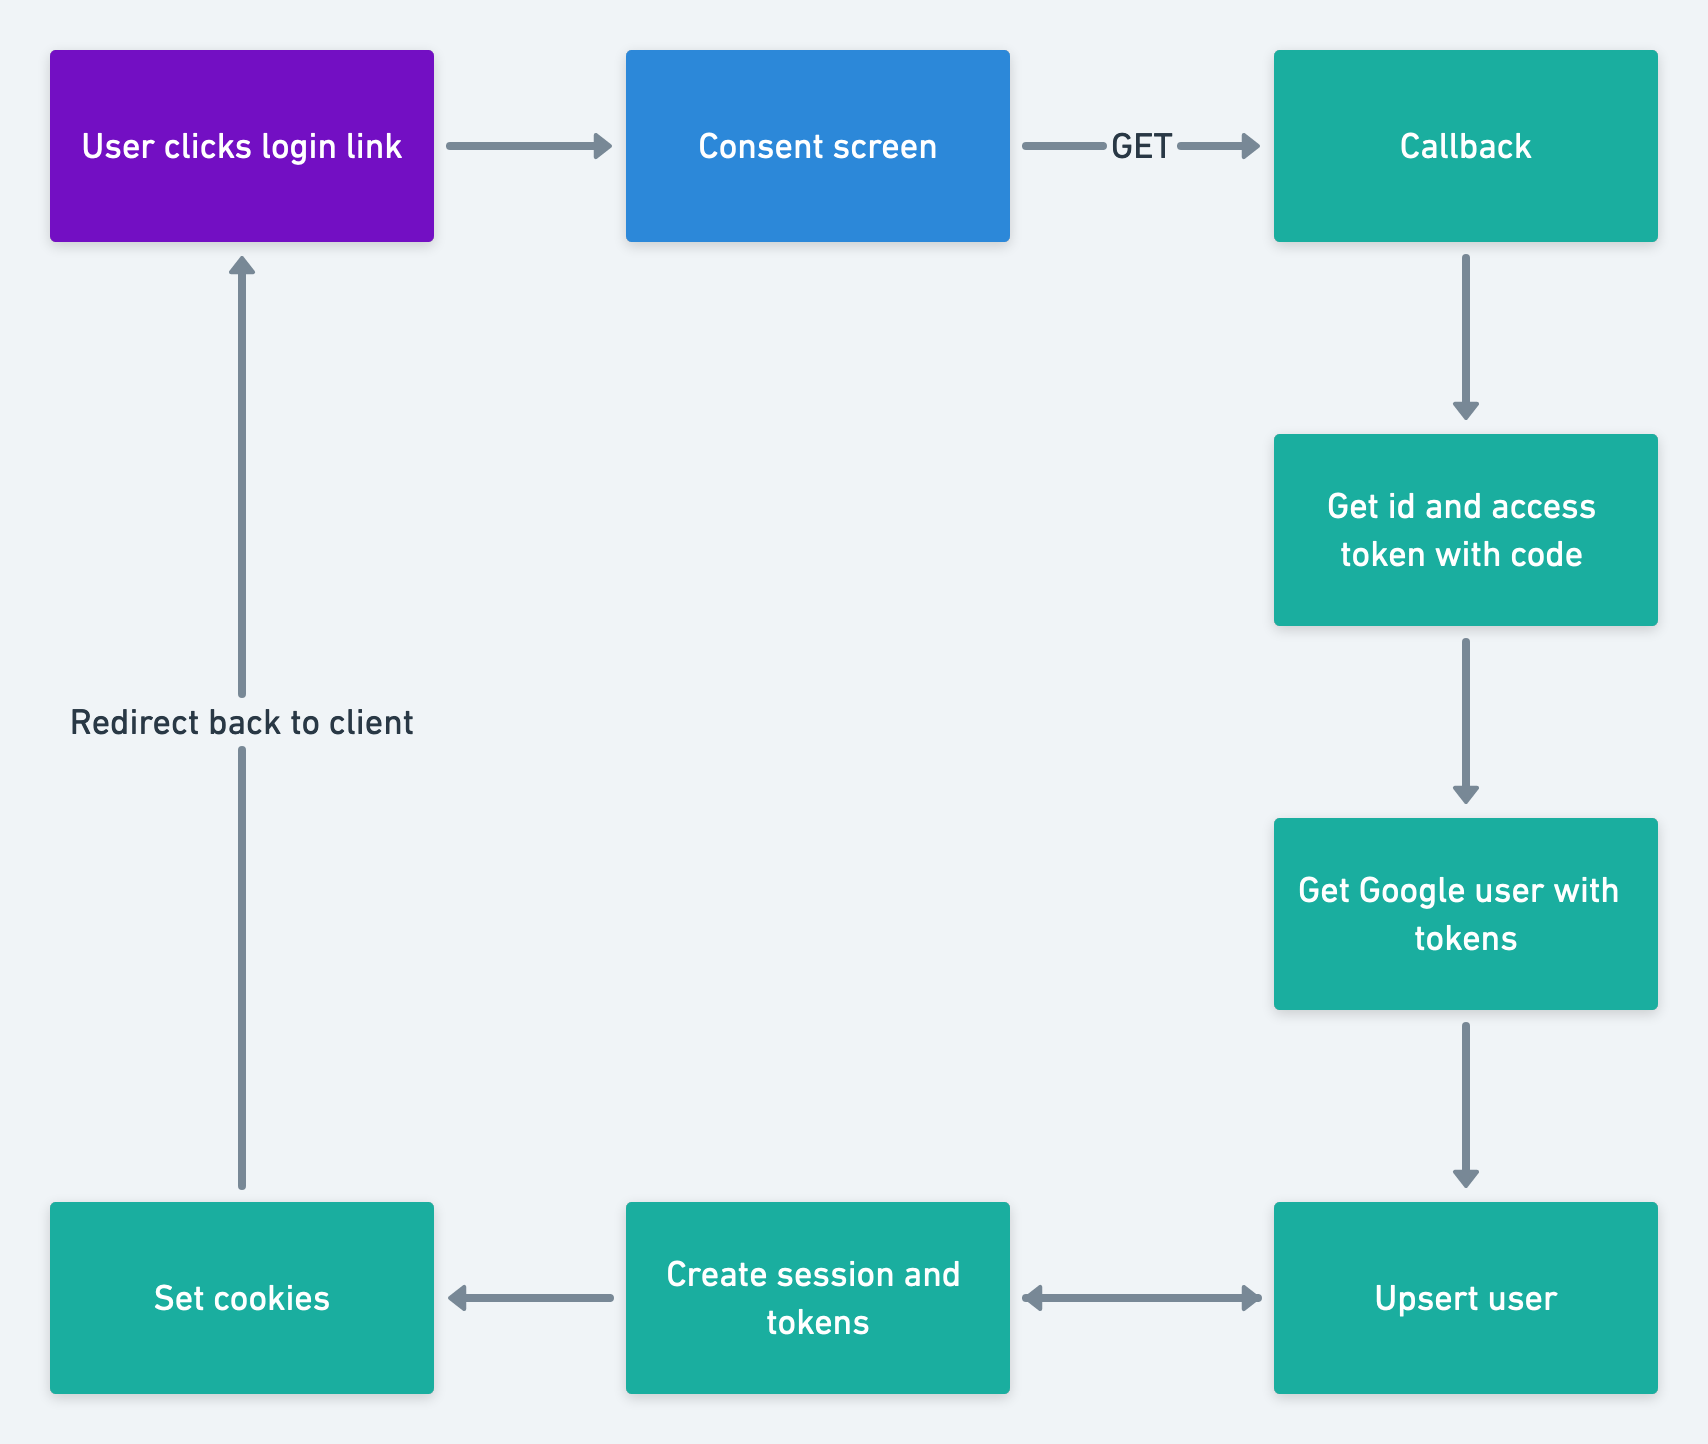 User clicks login link
Consent screen
GET
Callback
Get id and access
token with code
Redirect back to client
Get Google user with
tokens
Set cookies
Create session and
tokens
Upsert user